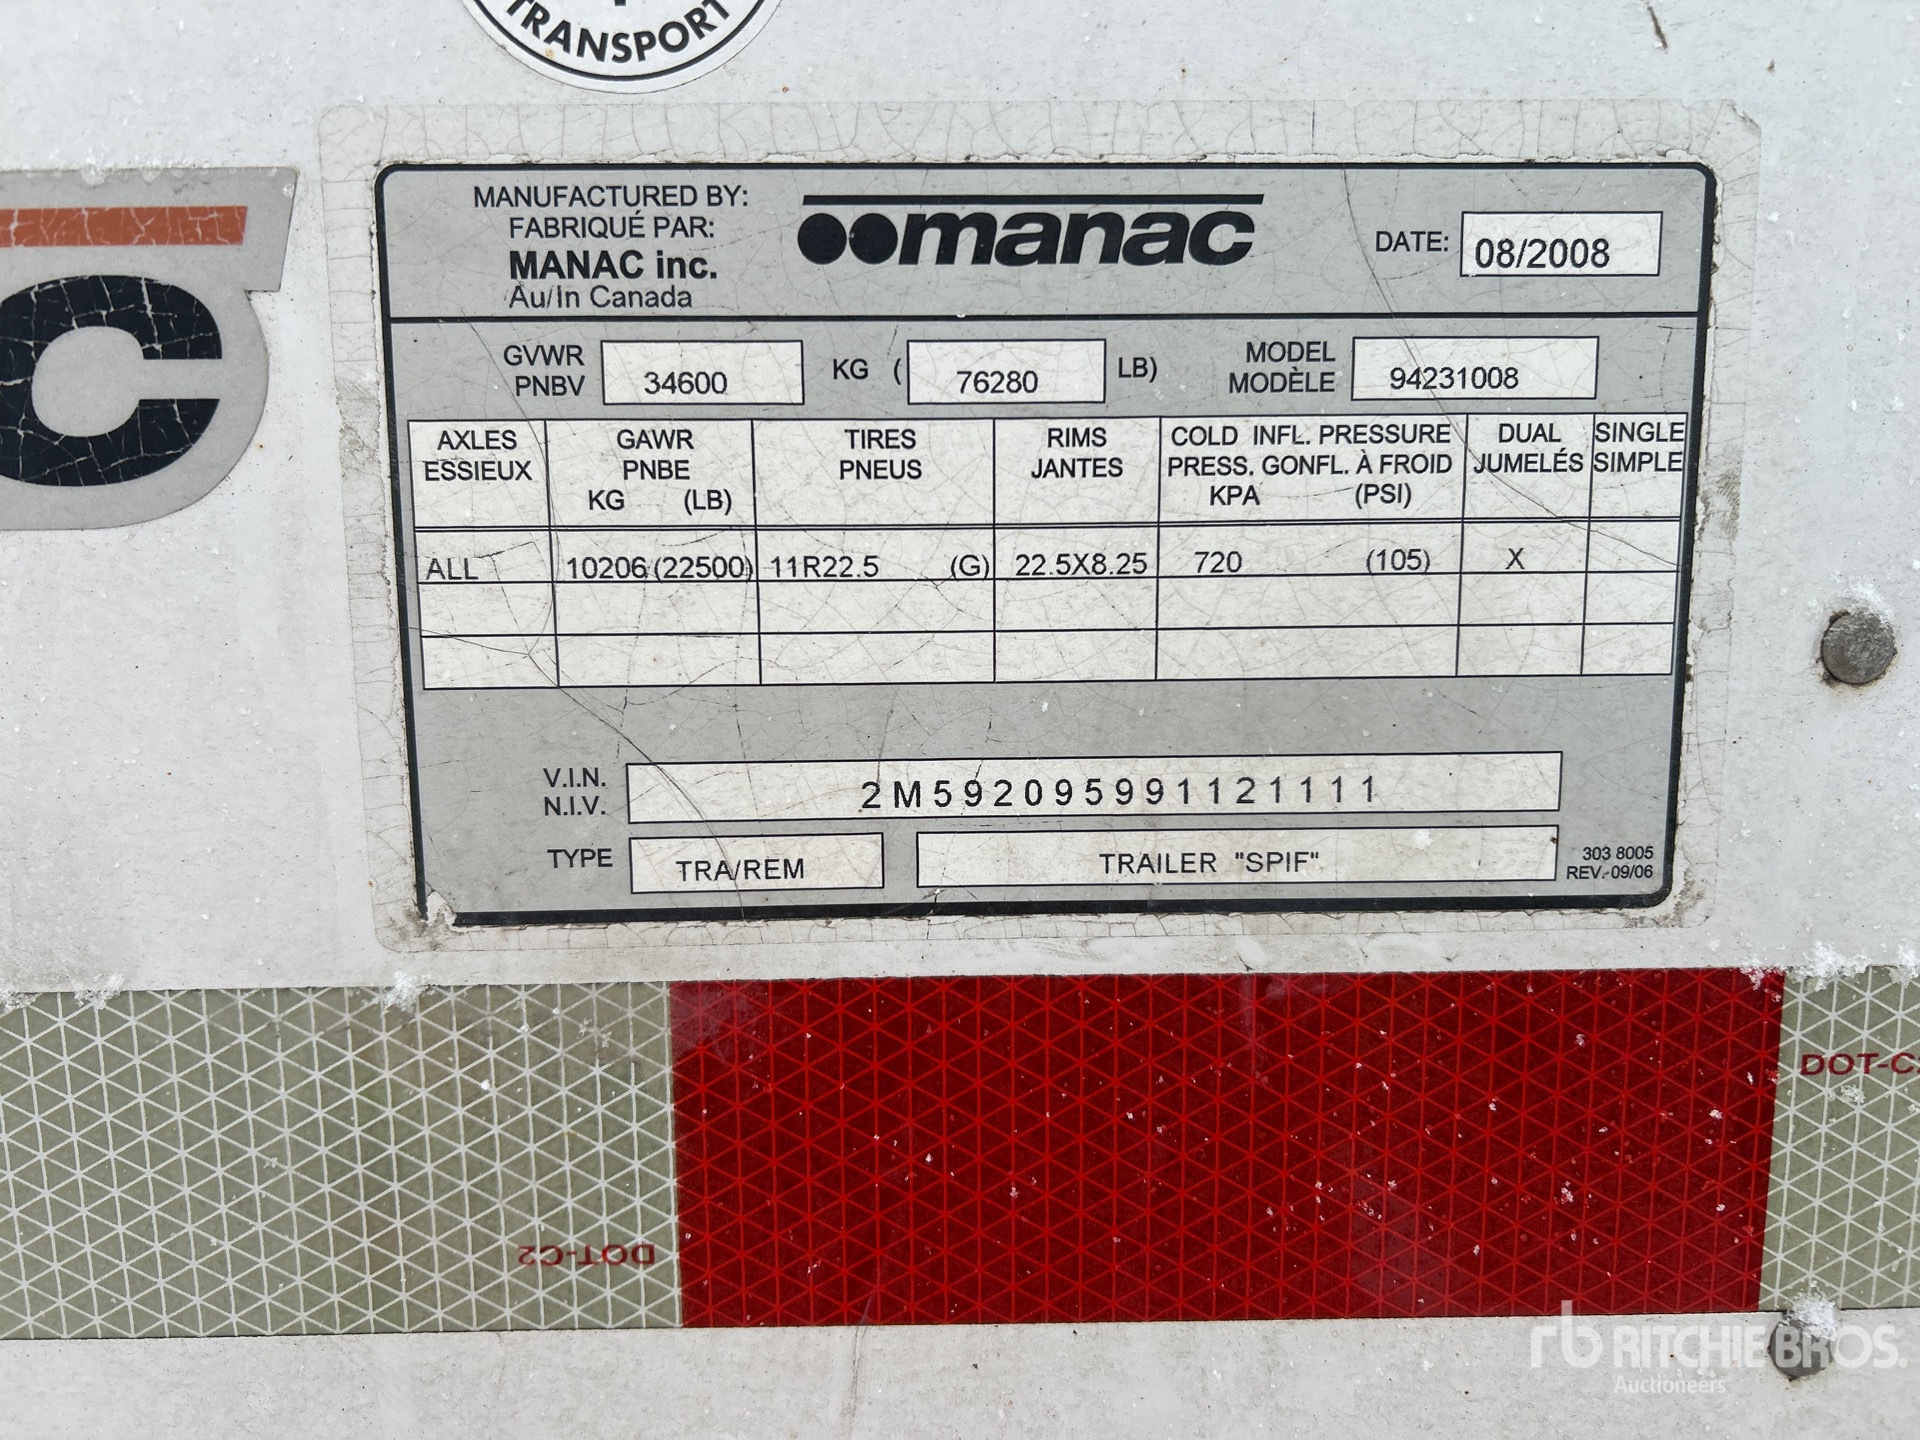 TRANSPORT
C
MANUFACTURED BY:
FABRIQUÉ PAR:
MANAC inc.
Au/In Canada
manac
DATE: 08/2008
GVWR
PNBV
34600 KG ( 76280 LB)
MODEL
MODÈLE
94231008
AXLES
ESSIEUX
GAWR
PNBE
KG (LB)
TIRES
PNEUS
RIMS
JANTES
COLD INFL. PRESSURE
PRESS. GONFL. À FROID
KPA (PSI)
DUAL
JUMELÉS
SINGLE
SIMPLE
ALL 10206 (22500) 11R22.5 (G) 22.5X8.25 720 (105) X
V.I.N.
N.I.V.
2M592095991121111
TYPE TRA/REM TRAILER "SPIF"
303 8005
REV. 09/06
DOT-C2
DOT-C2
rb RITCHIE BROS.
Auctioneers